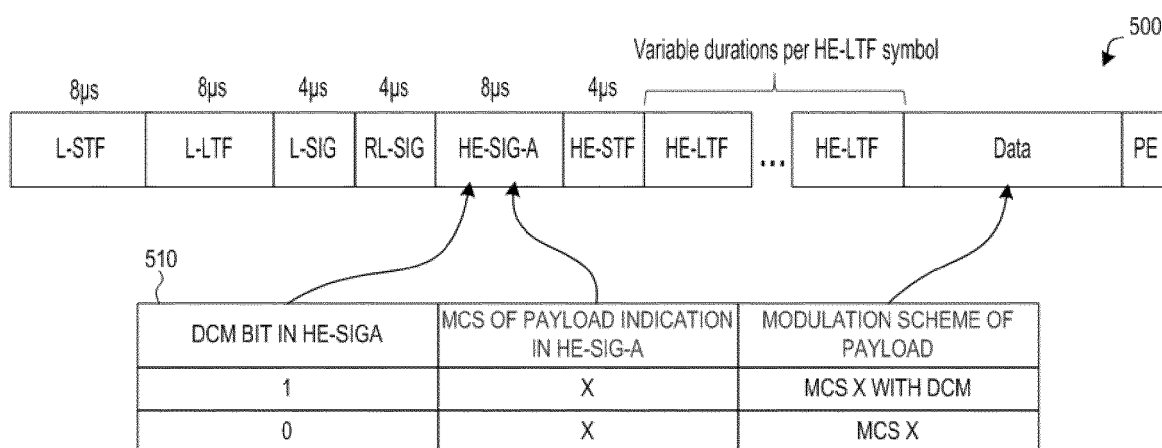 500
Variable durations per HE-LTF symbol
8µs 8µs 4µs 4µs 8µs 4µs
L-STF L-LTF L-SIG RL-SIG HE-SIG-A HE-STF HE-LTF ... HE-LTF Data PE
510
DCM BIT IN HE-SIGA MCS OF PAYLOAD INDICATION IN HE-SIG-A MODULATION SCHEME OF PAYLOAD
1 X MCS X WITH DCM
0 X MCS X